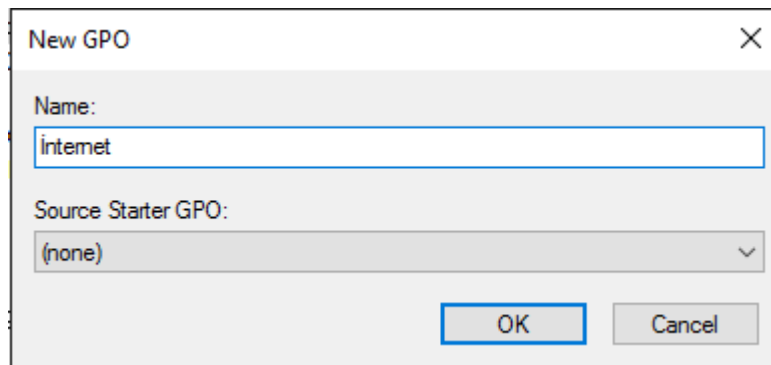 New GPO
Name:
İnternet
Source Starter GPO:
(none)
OK
Cancel